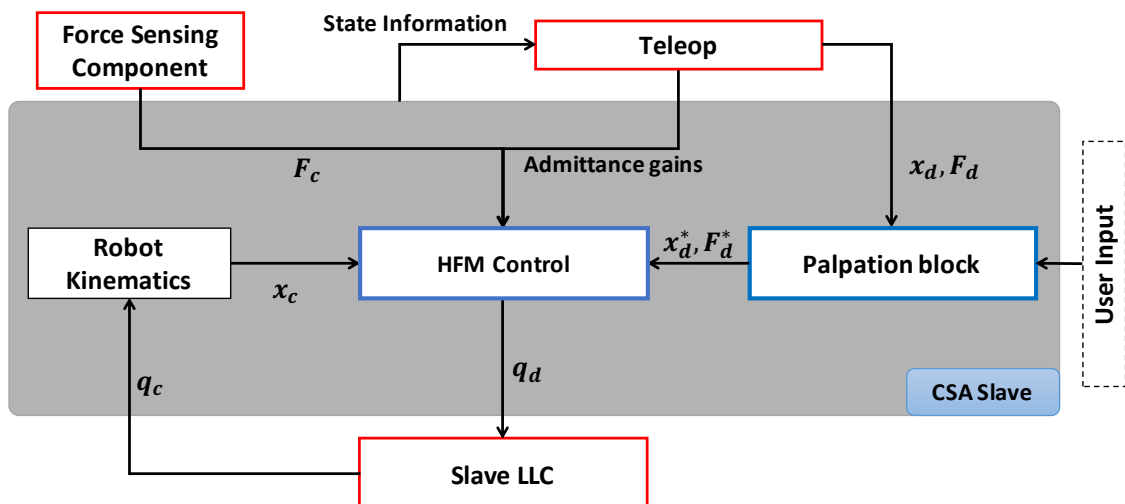 State Information
Force Sensing
Component
Teleop
F_c
Admittance gains
x_d, F_d
Robot
Kinematics
x_c
HFM Control
x_d^*, F_d^*
Palpation block
User Input
q_c
q_d
CSA Slave
Slave LLC